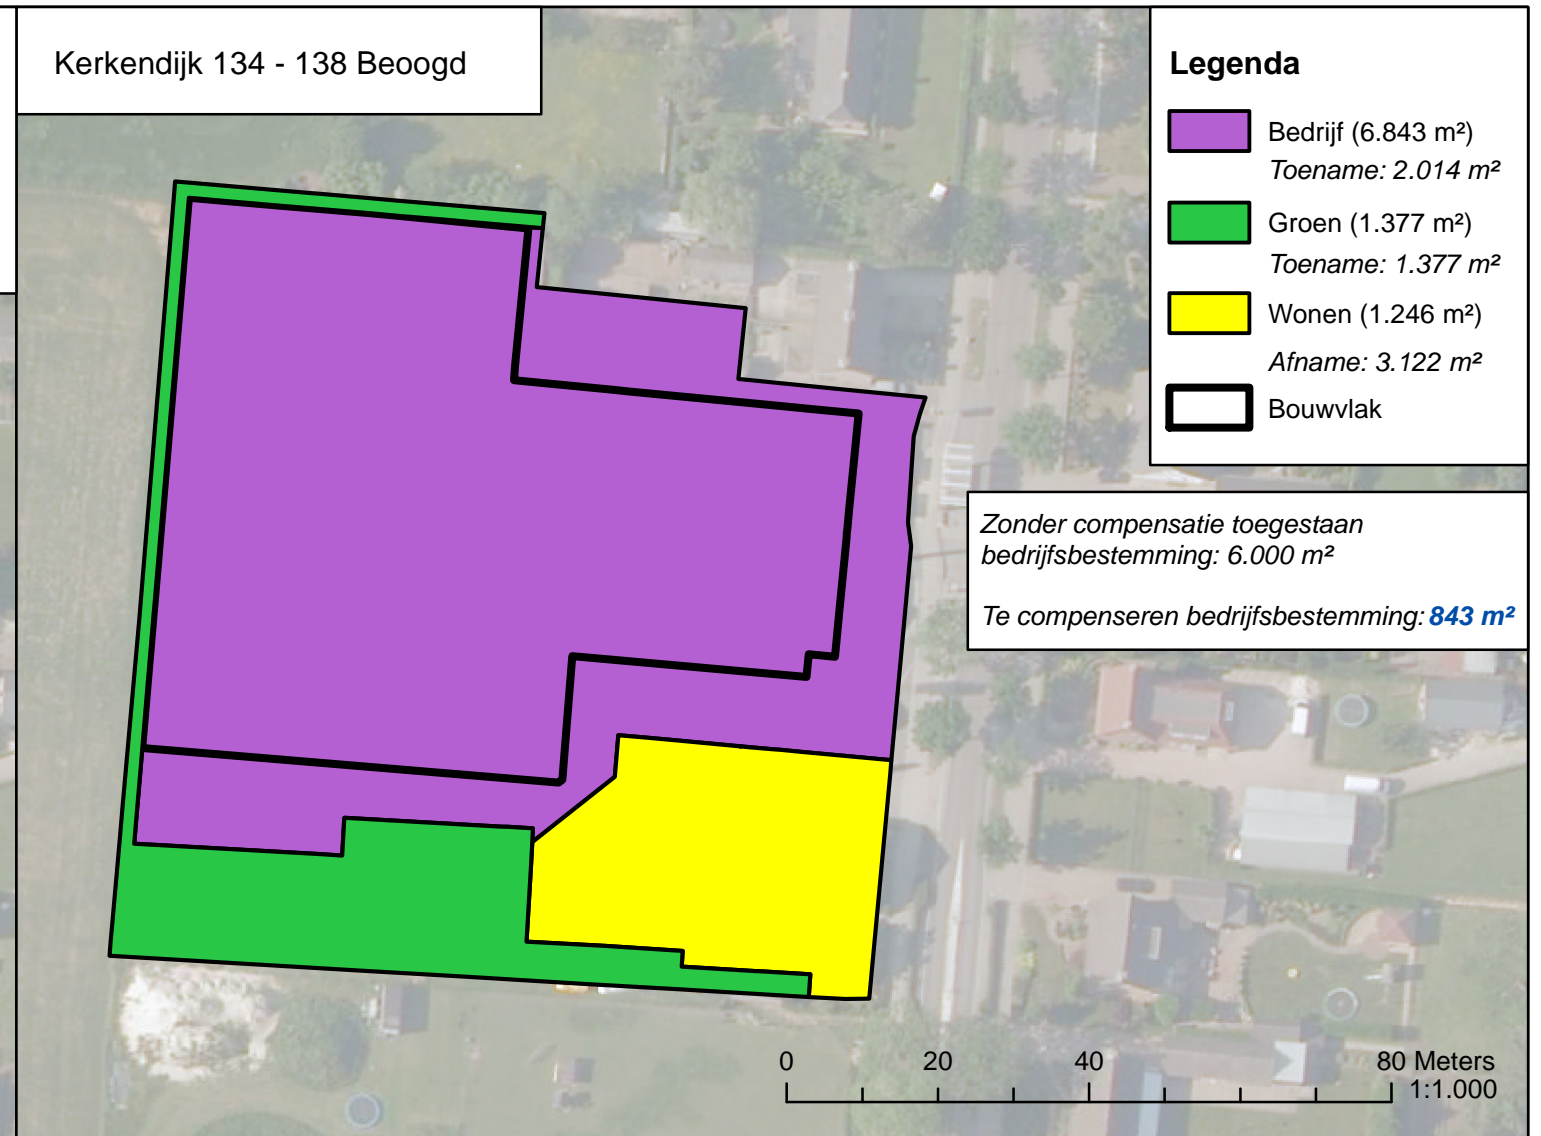 Kerkendijk 134 - 138 Beoogd
Legenda
Bedrijf (6.843 m²)
Toename: 2.014 m²
Groen (1.377 m²)
Toename: 1.377 m²
Wonen (1.246 m²)
Afname: 3.122 m²
Bouwvlak
Zonder compensatie toegestaan
bedrijfsbestemming: 6.000 m²
Te compenseren bedrijfsbestemming: 843 m²
0 20 40 80 Meters
1:1.000